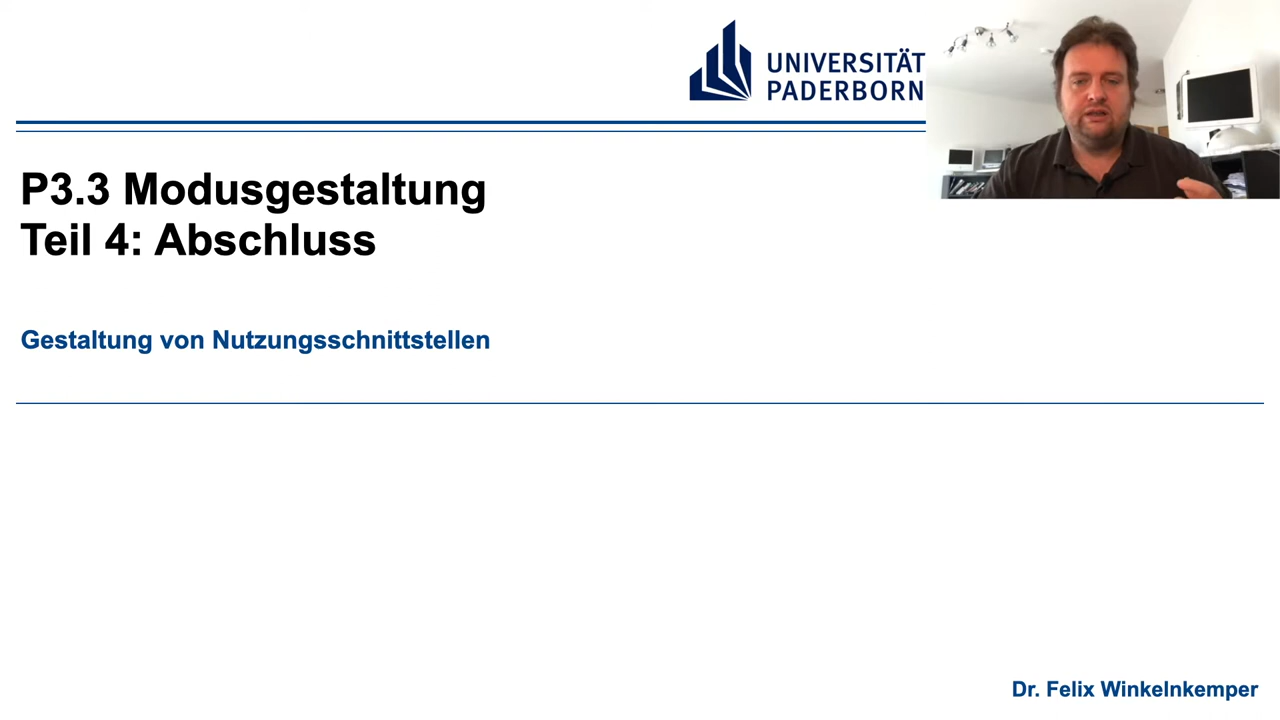 UNIVERSITÄT
PADERBORN
P3.3 Modusgestaltung
Teil 4: Abschluss
Gestaltung von Nutzungsschnittstellen
Dr. Felix Winkelnkemper